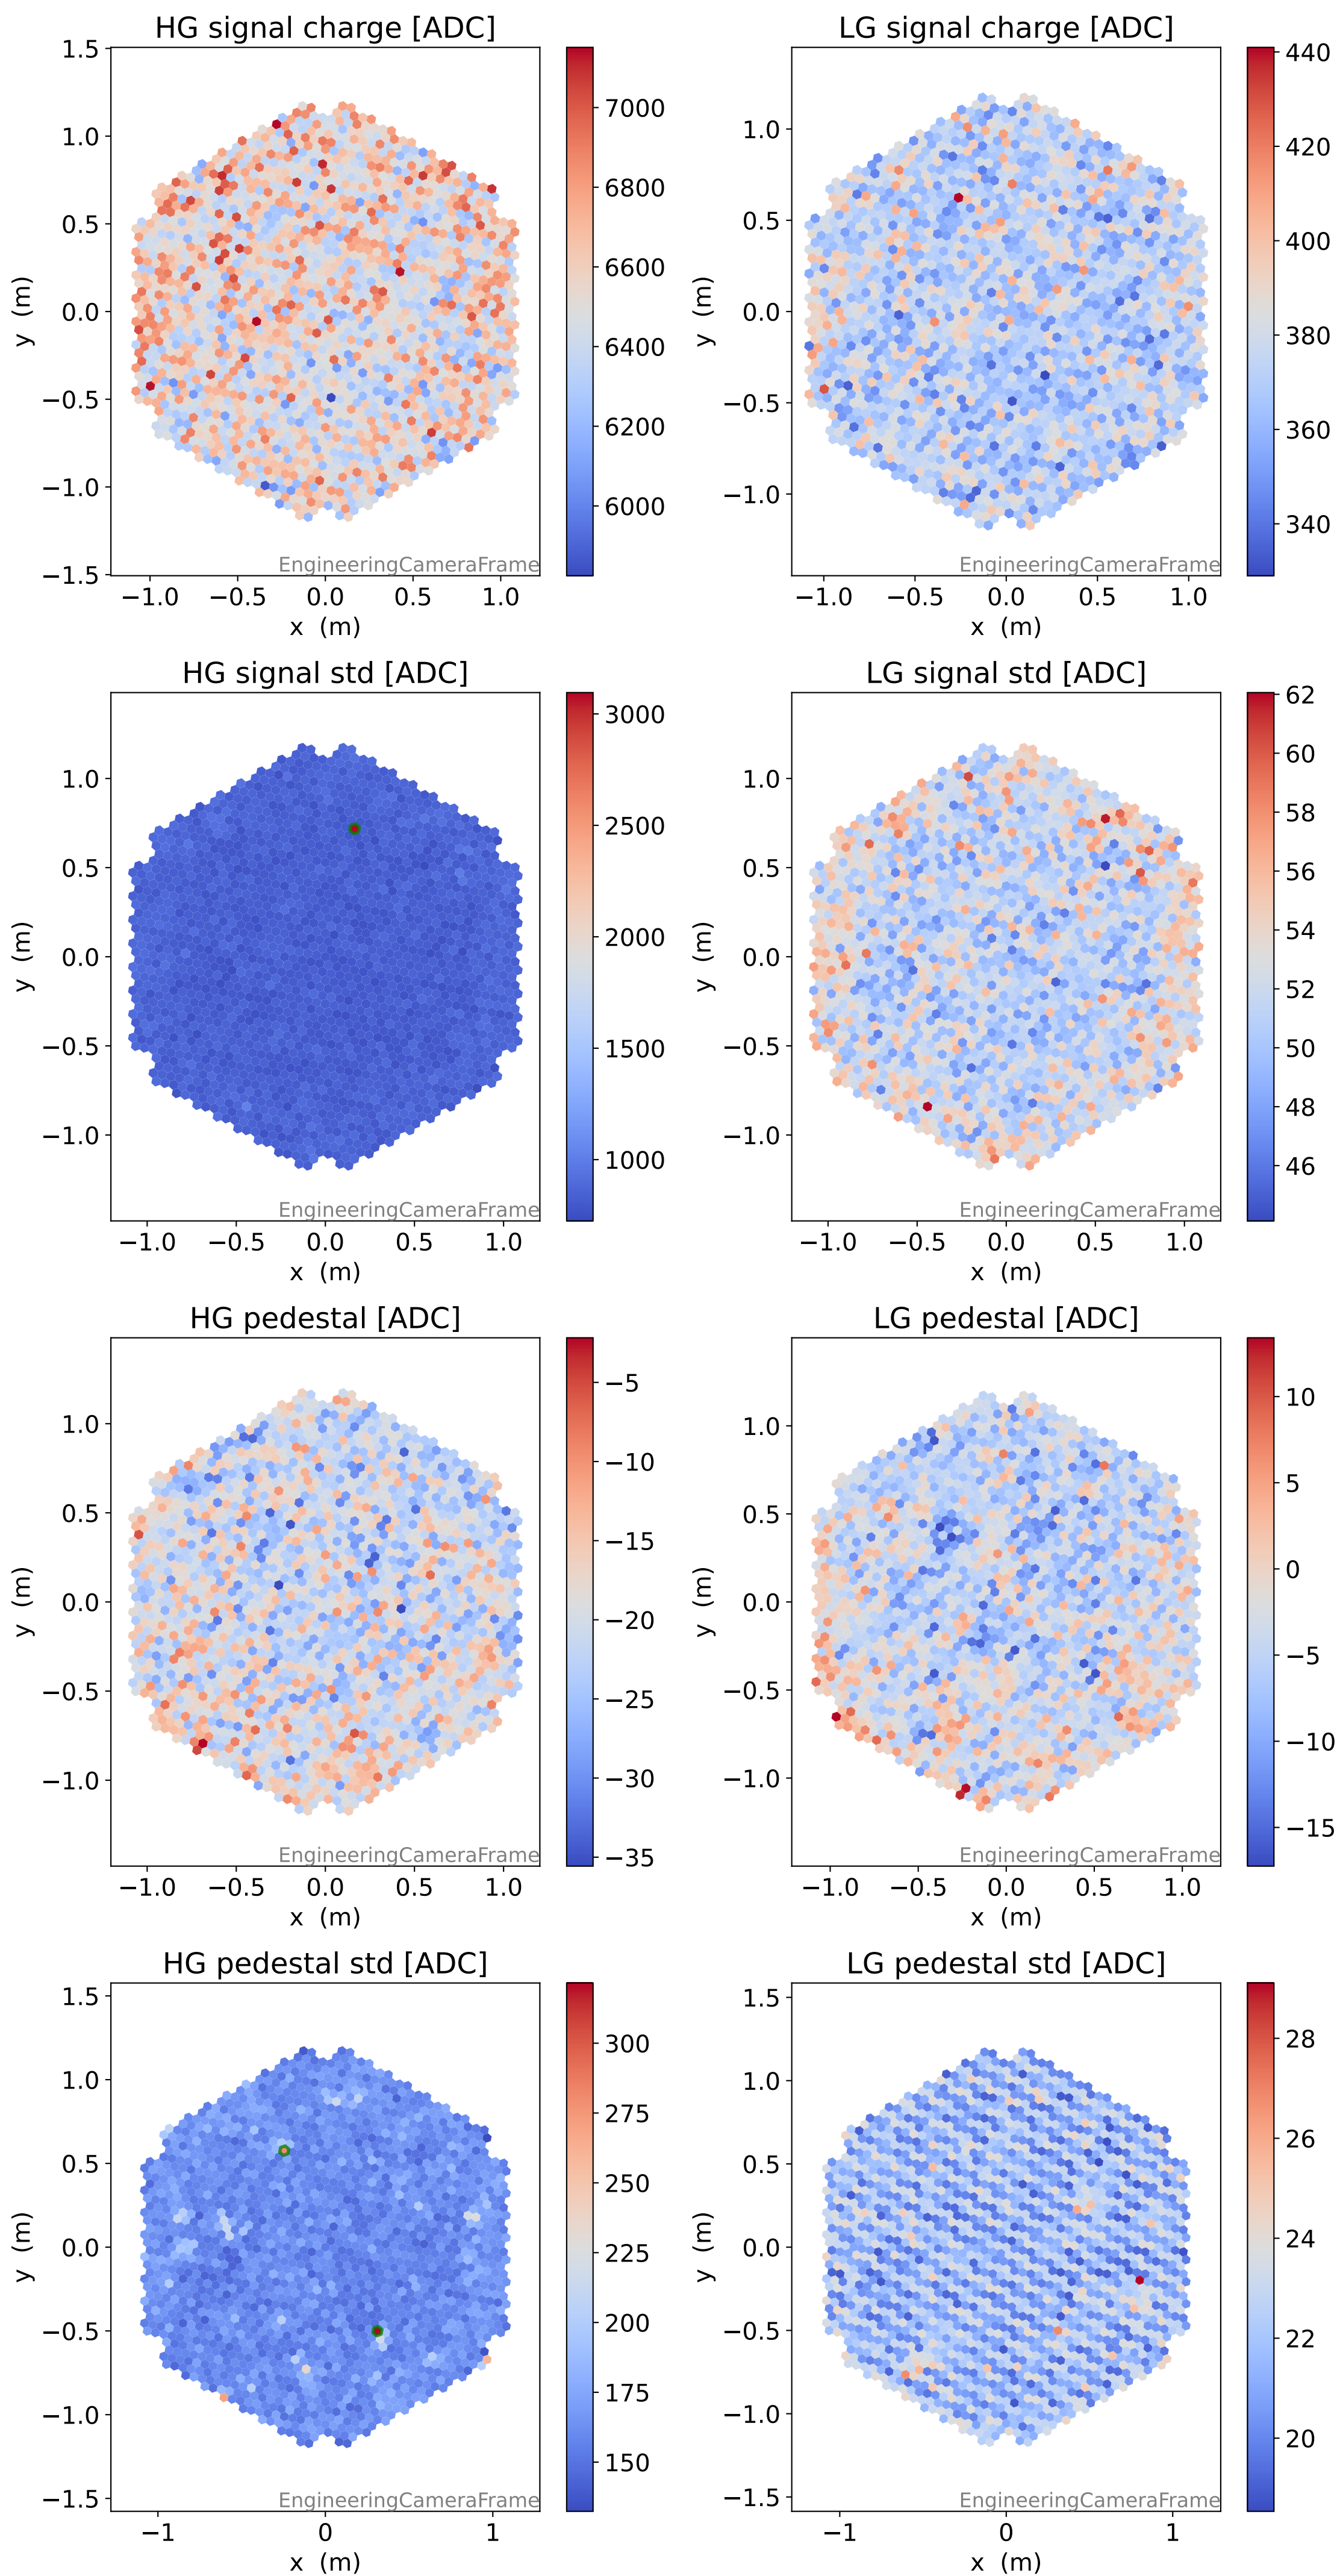 HG signal charge [ADC]
1.5
1.0
0.5
0.0
−0.5
−1.0
−1.5
y (m)
−1.0 −0.5 0.0 0.5 1.0
x (m)
EngineeringCameraFrame
7000
6800
6600
6400
6200
6000
LG signal charge [ADC]
1.0
0.5
0.0
−0.5
−1.0
y (m)
−1.0 −0.5 0.0 0.5 1.0
x (m)
EngineeringCameraFrame
440
420
400
380
360
340
HG signal std [ADC]
1.0
0.5
0.0
−0.5
−1.0
y (m)
−1.0 −0.5 0.0 0.5 1.0
x (m)
EngineeringCameraFrame
3000
2500
2000
1500
1000
LG signal std [ADC]
1.0
0.5
0.0
−0.5
−1.0
y (m)
−1.0 −0.5 0.0 0.5 1.0
x (m)
EngineeringCameraFrame
62
60
58
56
54
52
50
48
46
HG pedestal [ADC]
1.0
0.5
0.0
−0.5
−1.0
y (m)
−1.0 −0.5 0.0 0.5 1.0
x (m)
EngineeringCameraFrame
−5
−10
−15
−20
−25
−30
−35
LG pedestal [ADC]
1.0
0.5
0.0
−0.5
−1.0
y (m)
−1.0 −0.5 0.0 0.5 1.0
x (m)
EngineeringCameraFrame
10
5
0
−5
−10
−15
HG pedestal std [ADC]
1.5
1.0
0.5
0.0
−0.5
−1.0
−1.5
y (m)
−1 0 1
x (m)
EngineeringCameraFrame
300
275
250
225
200
175
150
LG pedestal std [ADC]
1.5
1.0
0.5
0.0
−0.5
−1.0
−1.5
y (m)
−1 0 1
x (m)
EngineeringCameraFrame
28
26
24
22
20